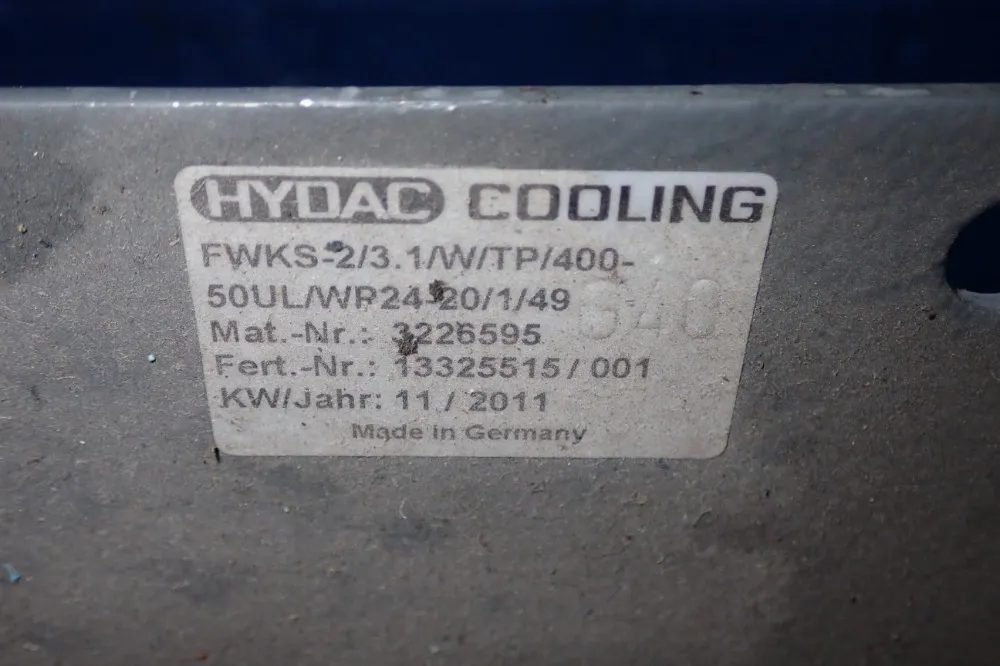 HYDAC COOLING
FWKS-2/3.1/W/TP/400-
50UL/WP24-20/1/49
Mat.-Nr.: 3226595
Fert.-Nr.: 13325515 / 001
KW/Jahr: 11 / 2011
Made in Germany